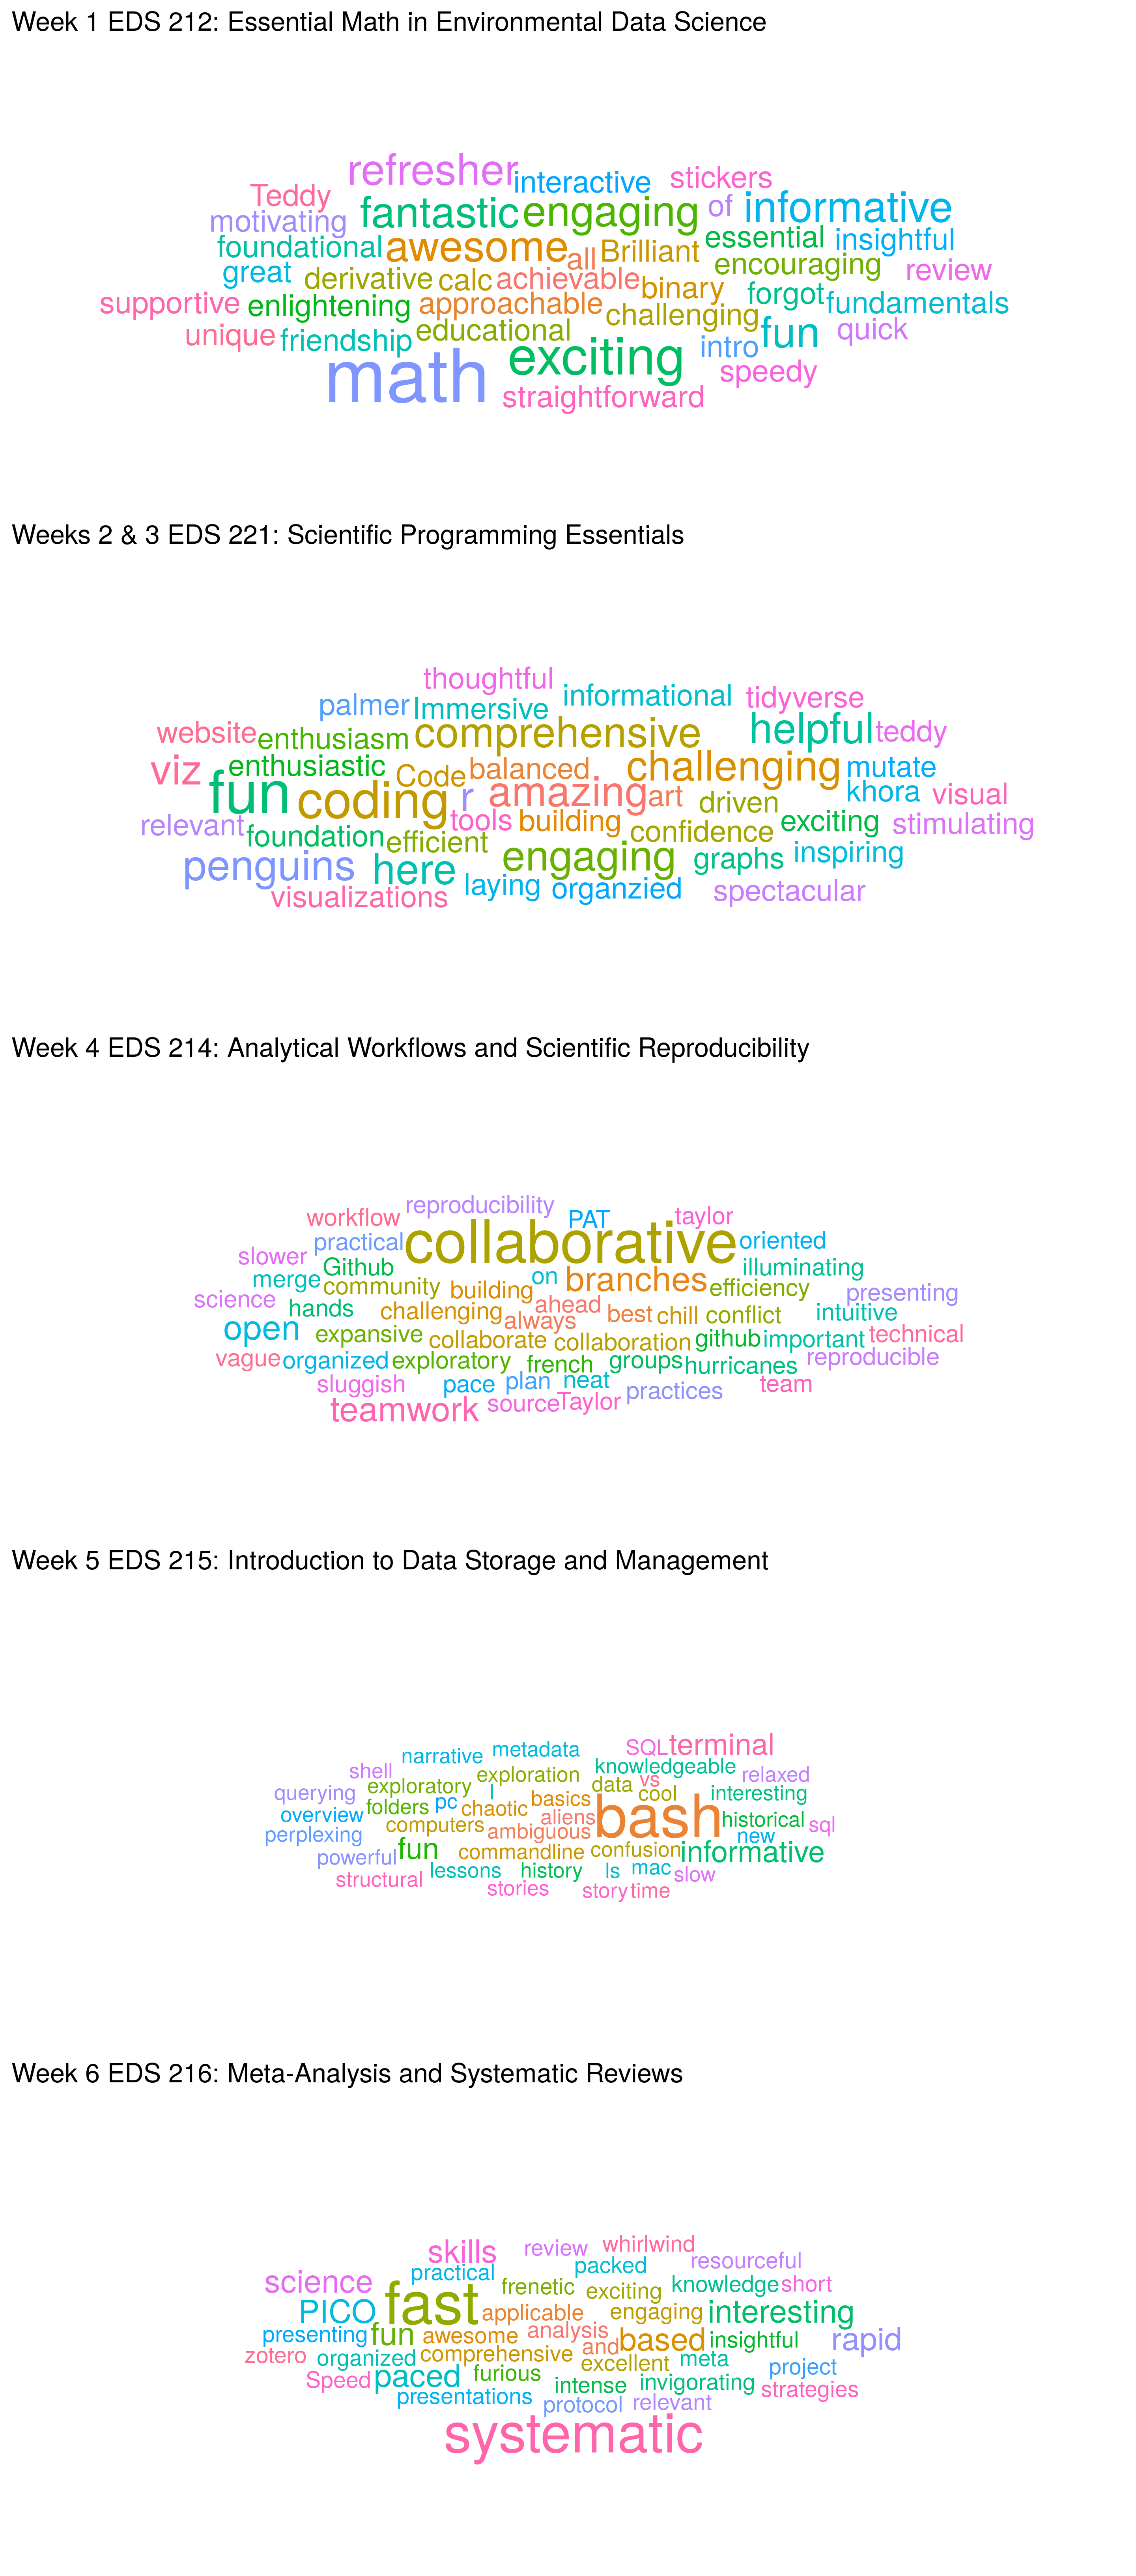 Week 1 EDS 212: Essential Math in Environmental Data Science
refresher interactive stickers
Teddy
motivating fantastic engaging of informative
foundational awesome all Brilliant essential insightful
great derivative calc achievable binary encouraging review
supportive enlightening approachable challenging forgot fundamentals
unique friendship educational intro fun quick
math exciting speedy
straightforward
Weeks 2 & 3 EDS 221: Scientific Programming Essentials
thoughtful
palmer Immersive informational tidyverse
website enthusiasm comprehensive helpful teddy
viz enthusiastic Code balanced . challenging mutate
fun coding r amazing art driven khora visual
relevant foundation efficient tools building confidence exciting stimulating
penguins here engaging graphs inspiring
visualizations laying organzied spectacular
Week 4 EDS 214: Analytical Workflows and Scientific Reproducibility
workflow reproducibility PAT taylor
slower practical collaborative oriented
merge Github community building on branches efficiency illuminating
science hands challenging always ahead best chill conflict intuitive presenting
open expansive collaborate collaboration github important technical
vague organized exploratory french groups hurricanes reproducible
sluggish pace plan neat practices team
teamwork source Taylor
Week 5 EDS 215: Introduction to Data Storage and Management
narrative metadata SQL terminal
shell exploratory exploration knowledgeable relaxed
querying folders pc l chaotic basics data vs cool interesting
overview computers aliens bash historical sql
perplexing ambiguous new
powerful fun commandline confusion informative
structural lessons history ls mac slow
stories story time
Week 6 EDS 216: Meta-Analysis and Systematic Reviews
skills review whirlwind
practical packed resourceful
science fast frenetic exciting knowledge short
PICO applicable engaging interesting
presenting fun awesome analysis and based insightful rapid
zotero organized comprehensive excellent meta project
Speed paced furious intense invigorating strategies
presentations protocol relevant
systematic